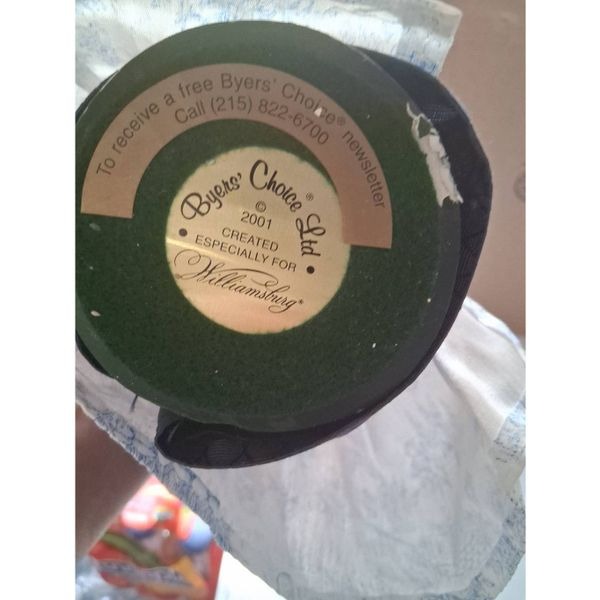 To receive a free Byers' Choice® newsletter
Call (215) 822-6700
Byers' Choice® Ltd
©
2001
CREATED
• ESPECIALLY FOR •
Williamsburg®